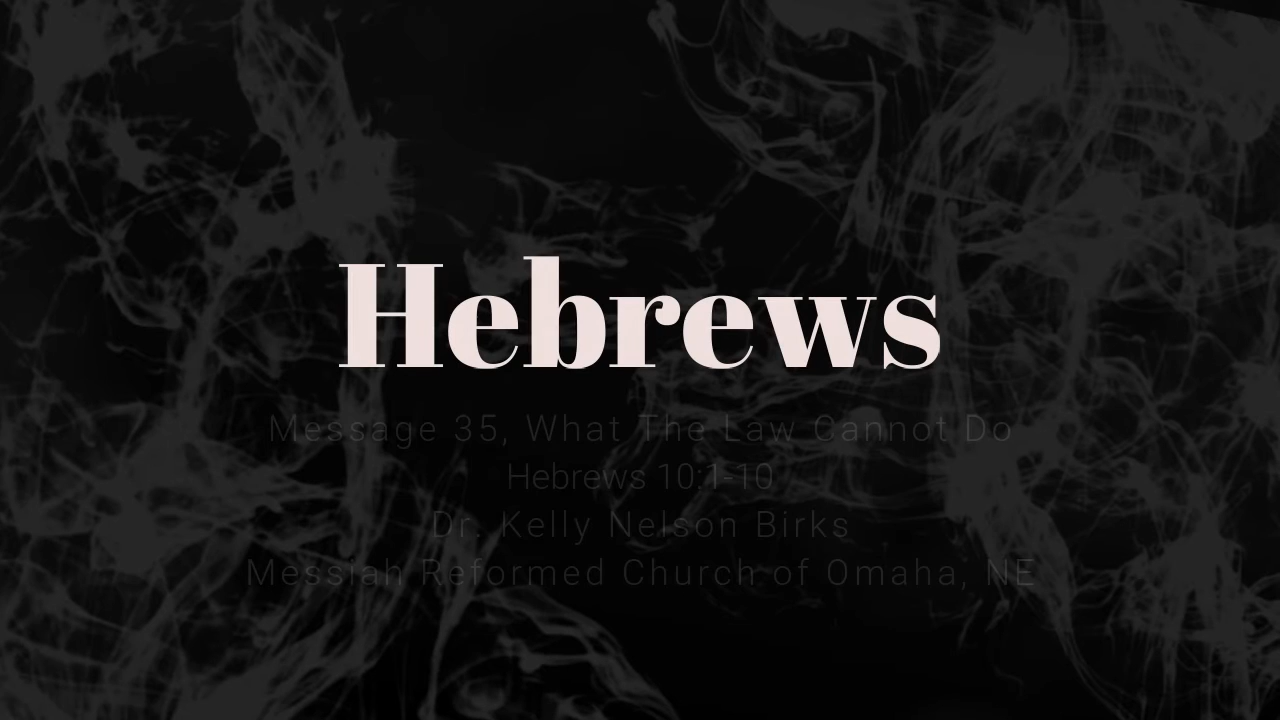 Hebrews
Message 35, What The Law Cannot Do
Hebrews 10:1-10
Dr. Kelly Nelson Birks
Messiah Reformed Church of Omaha, NE